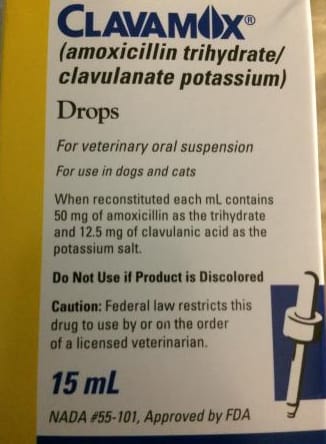 CLAVAMOX®
(amoxicillin trihydrate/
clavulanate potassium)
Drops
For veterinary oral suspension
For use in dogs and cats
When reconstituted each mL contains
50 mg of amoxicillin as the trihydrate
and 12.5 mg of clavulanic acid as the
potassium salt.
Do Not Use if Product is Discolored
Caution: Federal law restricts this
drug to use by or on the order
of a licensed veterinarian.
15 mL
NADA #55-101, Approved by FDA